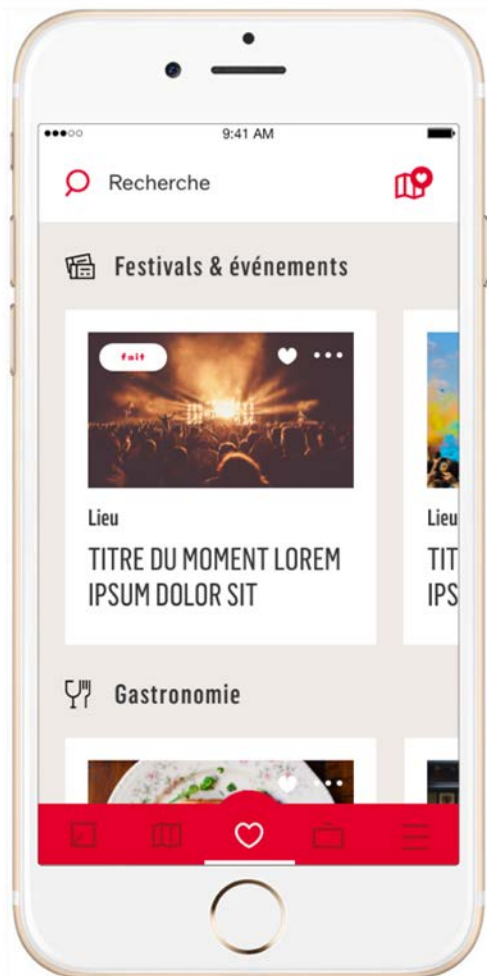 9:41 AM
Recherche
Festivals & événements
fait
Lieu
Lieu
TITRE DU MOMENT LOREM
TIT
IPSUM DOLOR SIT
IPS
Gastronomie